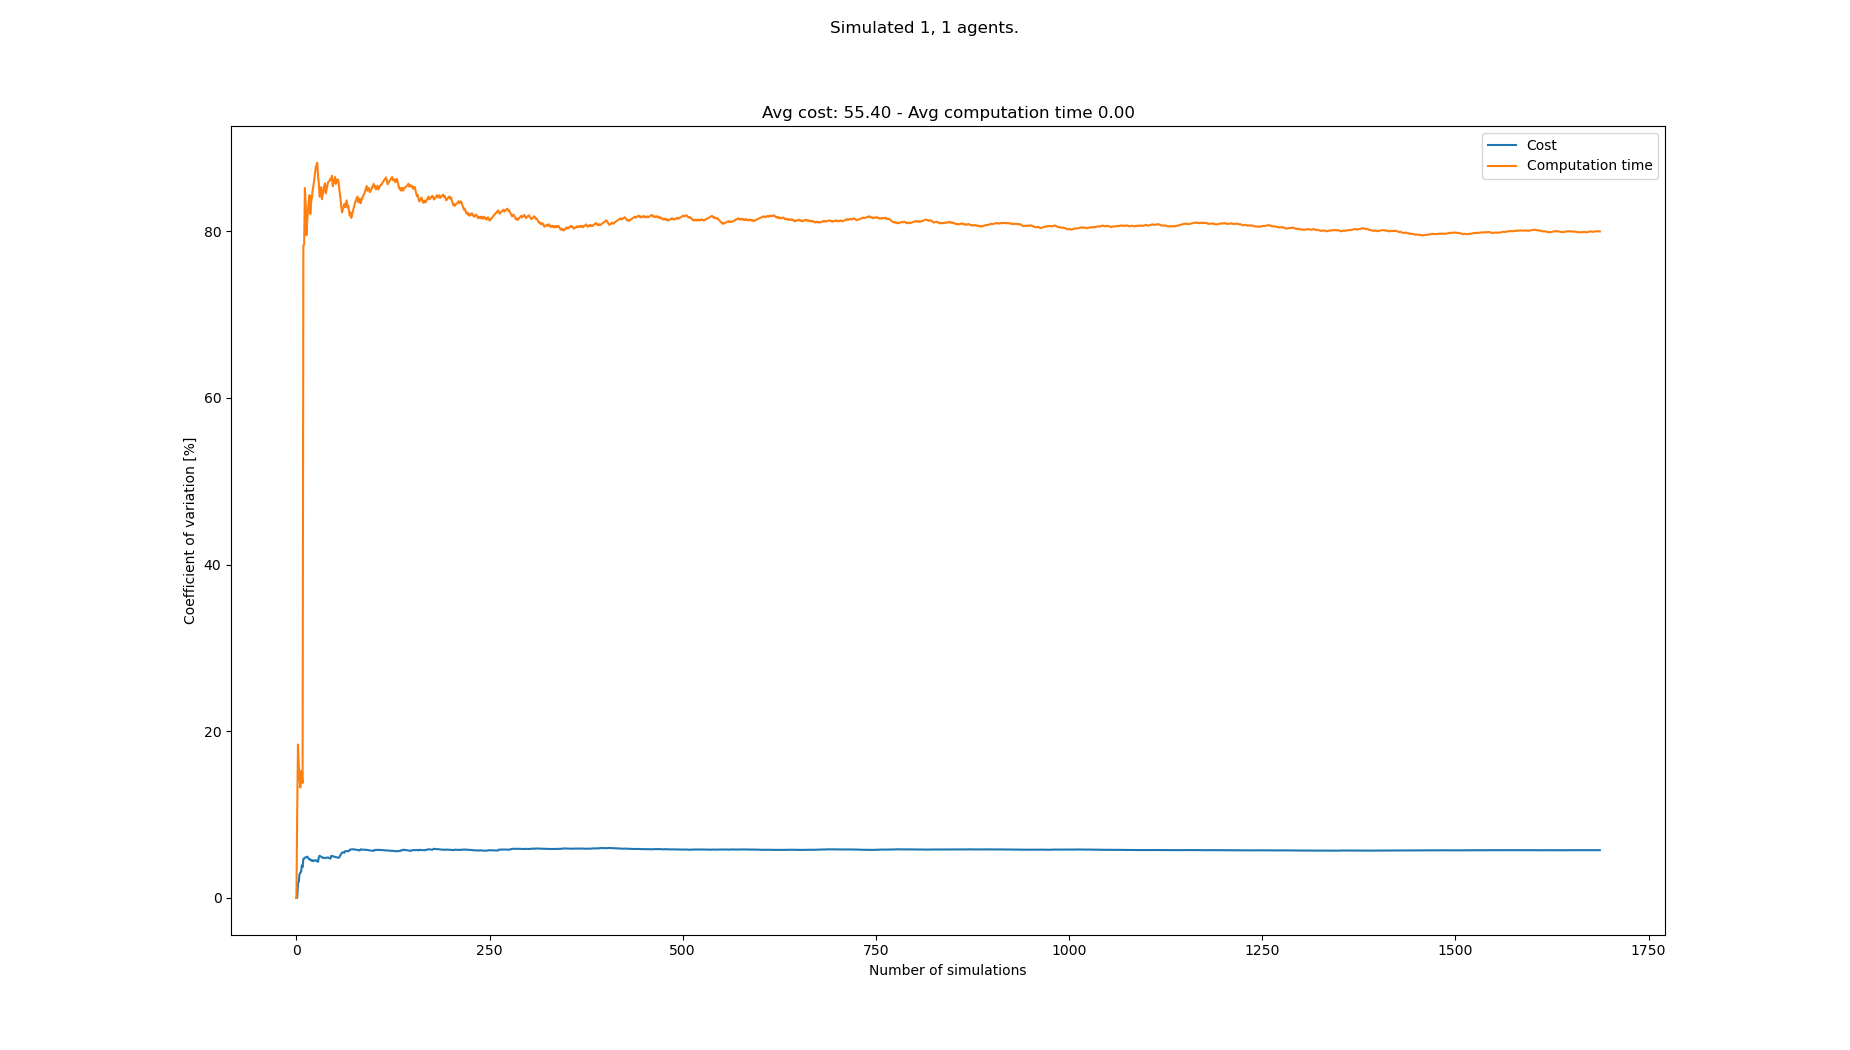 Simulated 1, 1 agents.
Avg cost: 55.40 - Avg computation time 0.00
Cost
Computation time
80
60
40
20
0
Coefficient of variation [%]
0 250 500 750 1000 1250 1500 1750
Number of simulations